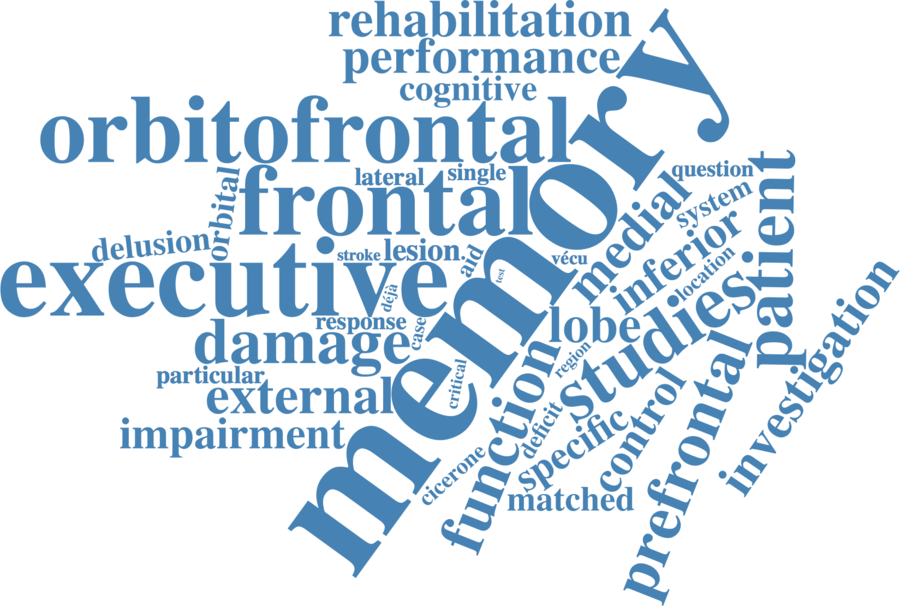 rehabilitation
performance
cognitive
memory
orbitofrontal
lateral
single
question
patient
orbital
frontal
medial
system
delusion
stroke
lesion
aid
vécu
inferior
location
executive
déjà
test
studies
investigation
response
case
lobe
damage
region
particular
external
critical
function
deficit
control
prefrontal
impairment
cicerone
specific
matched